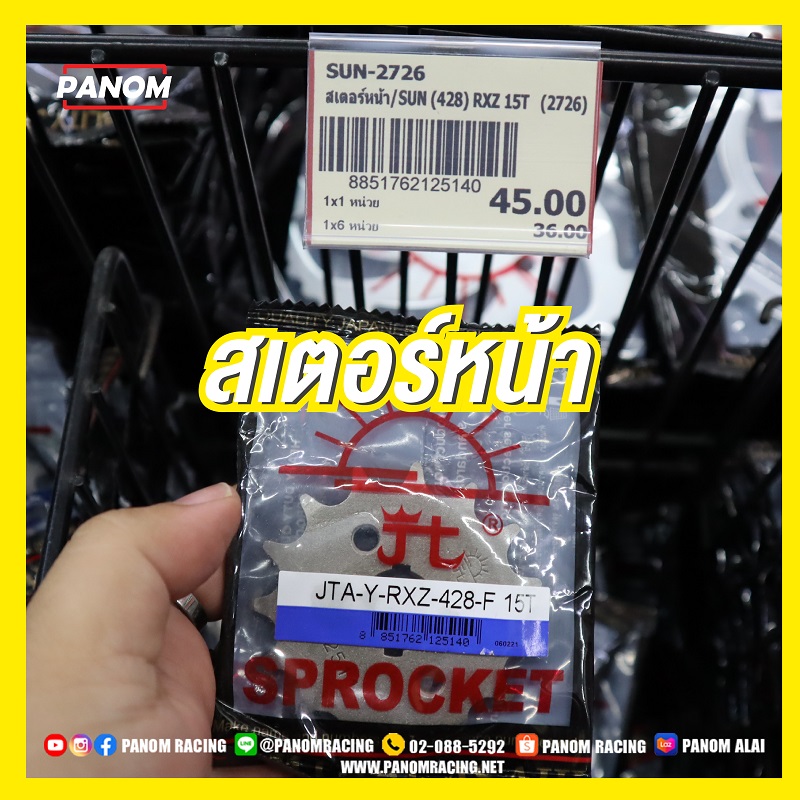 PANOM
SUN-2726
สเตอร์หน้า/SUN (428) RXZ 15T (2726)
8851762125140
1x1 หน่วย 45.00
1x6 หน่วย 36.00
สเตอร์หน้า
Jt ®
JTA-Y-RXZ-428-F 15T
8 851762 125140 060221
SPROCKET
PANOM RACING @PANOMRACING 02-088-5292 PANOM RACING Laz PANOM ALAI
WWW.PANOMRACING.NET